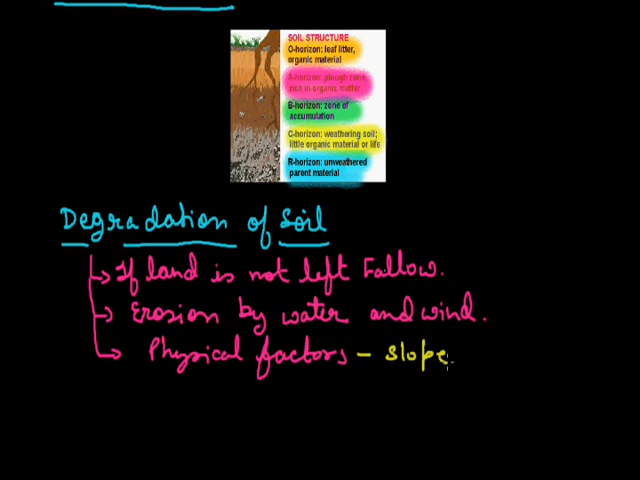 SOIL STRUCTURE
O-horizon: leaf litter,
organic material
A-horizon: plough zone,
rich in organic matter
B-horizon: zone of
accumulation
C-horizon: weathering soil;
little organic material or life
R-horizon: unweathered
parent material
Degradation of Soil
If land is not left Fallow.
Erosion by water and wind.
Physical factors - slope